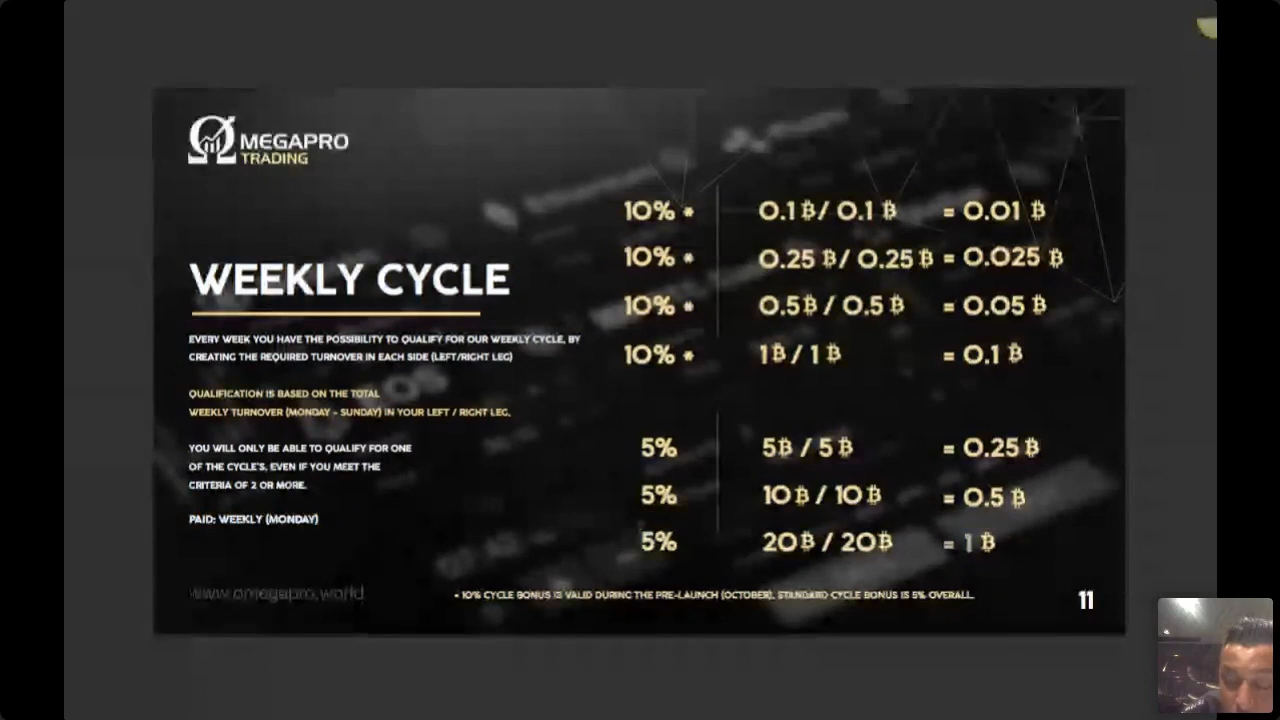 Ω MEGAPRO
TRADING
WEEKLY CYCLE
EVERY WEEK YOU HAVE THE POSSIBILITY TO QUALIFY FOR OUR WEEKLY CYCLE, BY
CREATING THE REQUIRED TURNOVER IN EACH SIDE (LEFT/RIGHT LEG)
QUALIFICATION IS BASED ON THE TOTAL
WEEKLY TURNOVER (MONDAY - SUNDAY) IN YOUR LEFT / RIGHT LEG.
YOU WILL ONLY BE ABLE TO QUALIFY FOR ONE
OF THE CYCLE'S, EVEN IF YOU MEET THE
CRITERIA OF 2 OR MORE.
PAID: WEEKLY (MONDAY)
10% * 0.1 ₿/ 0.1 ₿ = 0.01 ₿
10% * 0.25 ₿/ 0.25 ₿ = 0.025 ₿
10% * 0.5₿ / 0.5 ₿ = 0.05 ₿
10% * 1₿ / 1 ₿ = 0.1 ₿
5% 5₿ / 5 ₿ = 0.25 ₿
5% 10₿ / 10 ₿ = 0.5 ₿
5% 20₿ / 20₿ = 1 ₿
www.omegapro.world
* 10% CYCLE BONUS IS VALID DURING THE PRE-LAUNCH (OCTOBER). STANDARD CYCLE BONUS IS 5% OVERALL.
11